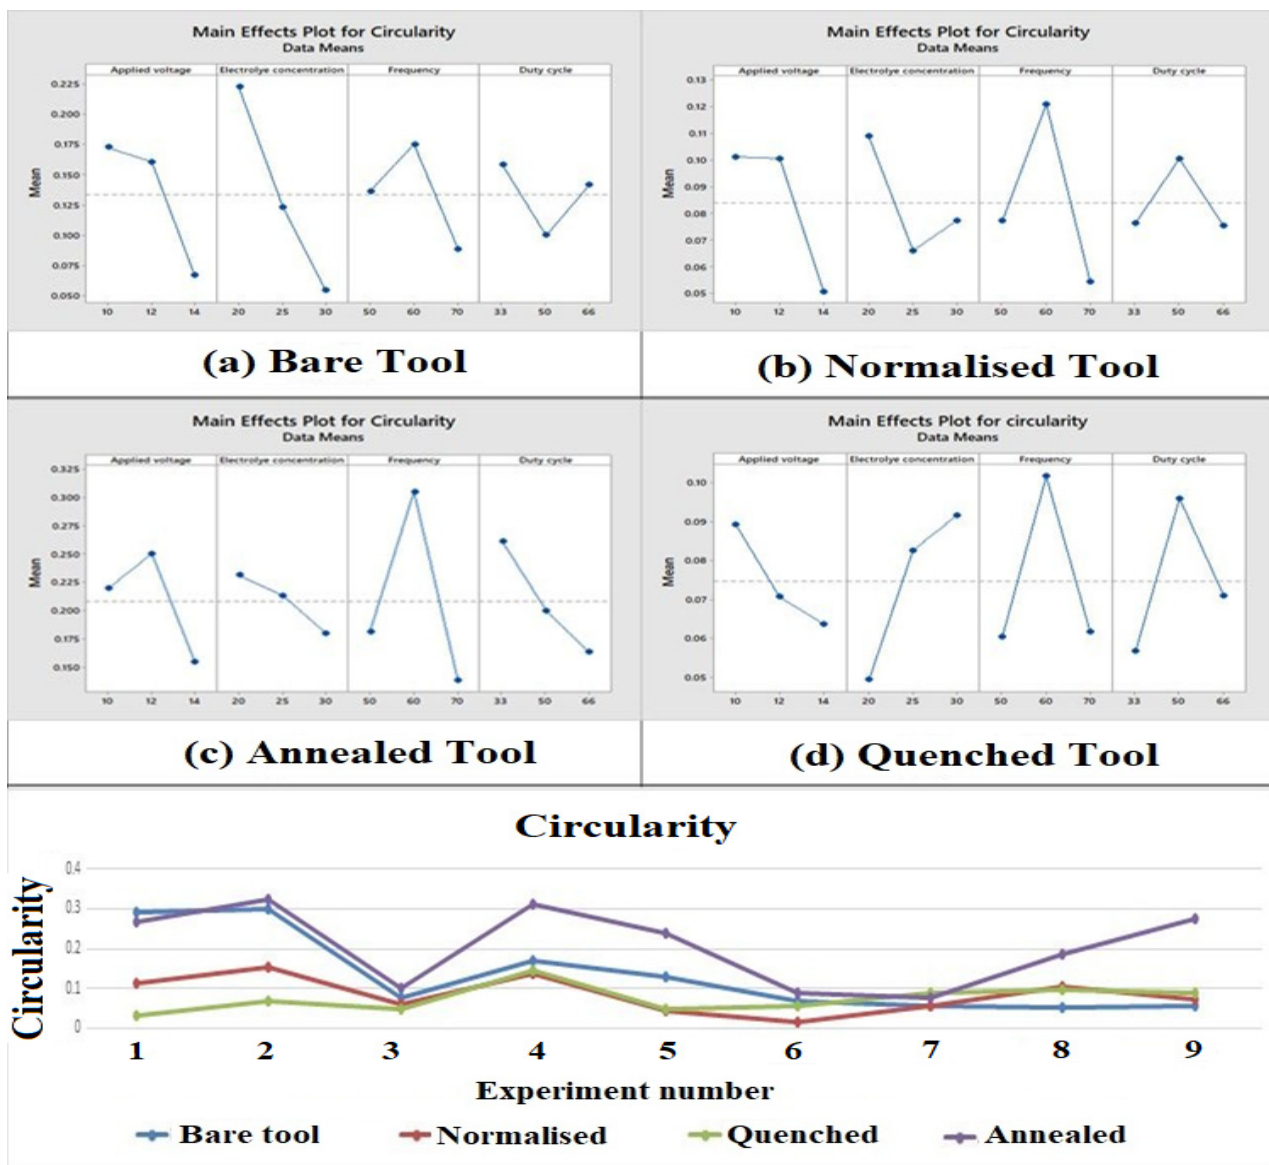 Main Effects Plot for Circularity
Data Means
Applied voltage Electrolye concentration Frequency Duty cycle
Mean
0.225
0.200
0.175
0.150
0.125
0.100
0.075
0.050
10 12 14 20 25 30 50 60 70 33 50 66
(a) Bare Tool
Main Effects Plot for Circularity
Data Means
Applied voltage Electrolye concentration Frequency Duty cycle
Mean
0.13
0.12
0.11
0.10
0.09
0.08
0.07
0.06
0.05
10 12 14 20 25 30 50 60 70 33 50 66
(b) Normalised Tool
Main Effects Plot for Circularity
Data Means
Applied voltage Electrolye concentration Frequency Duty cycle
Mean
0.325
0.300
0.275
0.250
0.225
0.200
0.175
0.150
10 12 14 20 25 30 50 60 70 33 50 66
(c) Annealed Tool
Main Effects Plot for circularity
Data Means
Applied voltage Electrolye concentration Frequency Duty cycle
Mean
0.10
0.09
0.08
0.07
0.06
0.05
10 12 14 20 25 30 50 60 70 33 50 66
(d) Quenched Tool
Circularity
Circularity
0.4
0.3
0.2
0.1
0
1 2 3 4 5 6 7 8 9
Experiment number
Bare tool Normalised Quenched Annealed